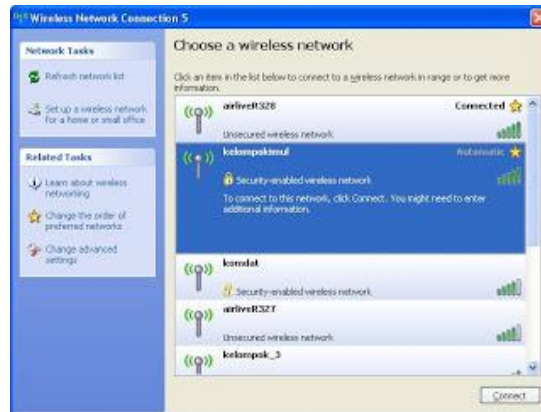 Wireless Network Connection 5
Network Tasks
Refresh network list
Set up a wireless network
for a home or small office
Related Tasks
Learn about wireless
networking
Change the order of
preferred networks
Change advanced
settings
Choose a wireless network
Click an item in the list below to connect to a wireless network in range or to get more
information.
airliveR328 Connected
Unsecured wireless network
kelompokimul Automatic
Security-enabled wireless network
To connect to this network, click Connect. You might need to enter
additional information.
komdat
Security-enabled wireless network
airliveR327
Unsecured wireless network
kelompok_3
Connect